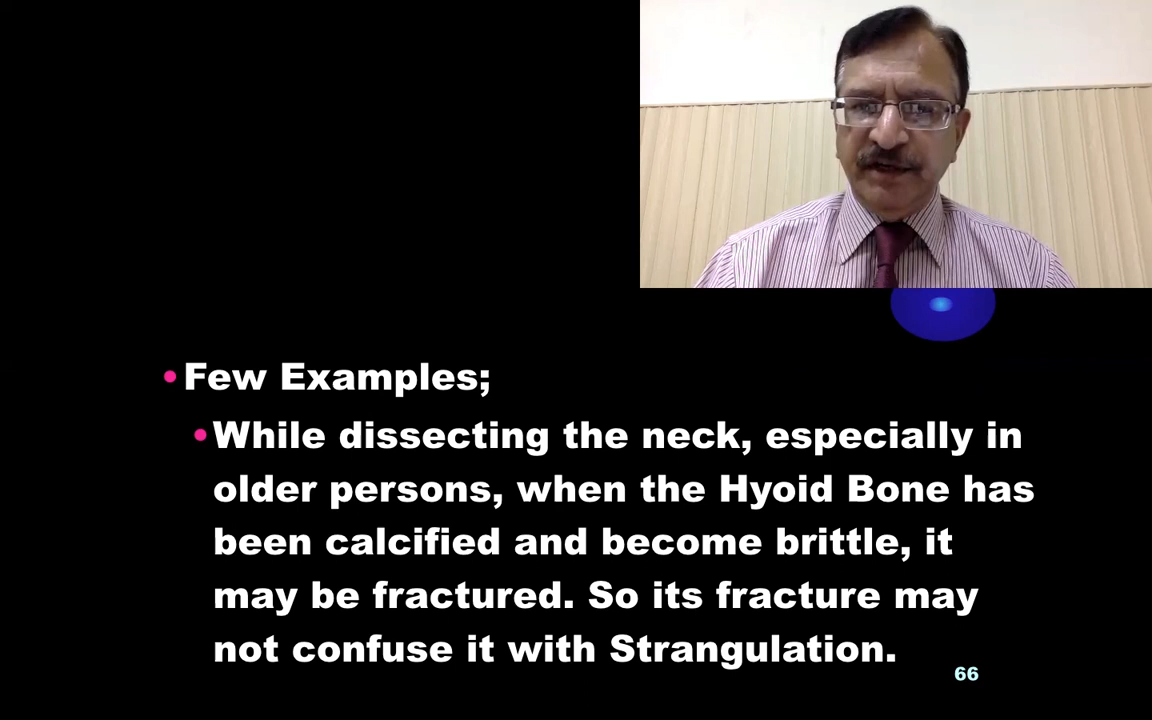 •Few Examples;
•While dissecting the neck, especially in
older persons, when the Hyoid Bone has
been calcified and become brittle, it
may be fractured. So its fracture may
not confuse it with Strangulation.
66